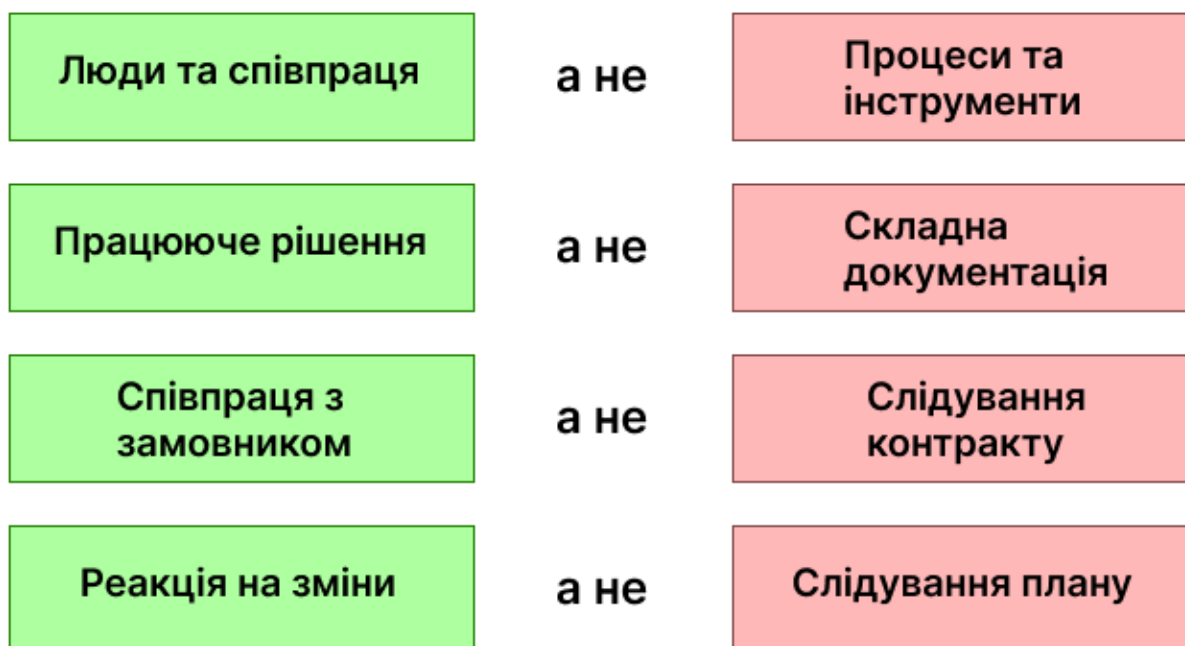 Люди та співпраця
а не
Процеси та
інструменти
Працююче рішення
а не
Складна
документація
Співпраця з
замовником
а не
Слідування
контракту
Реакція на зміни
а не
Слідування плану